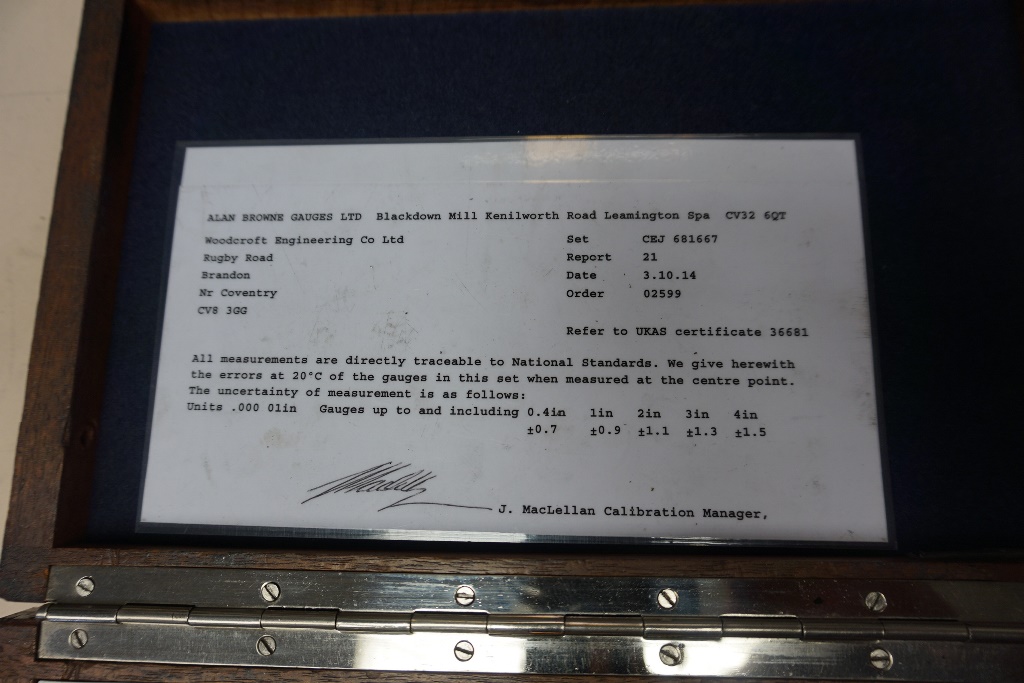 ALAN BROWNE GAUGES LTD Blackdown Mill Kenilworth Road Leamington Spa CV32 6QT
Woodcroft Engineering Co Ltd Set CEJ 681667
Rugby Road Report 21
Brandon Date 3.10.14
Nr Coventry Order 02599
CV8 3GG
Refer to UKAS certificate 36681
All measurements are directly traceable to National Standards. We give herewith
the errors at 20°C of the gauges in this set when measured at the centre point.
The uncertainty of measurement is as follows:
Units .000 01in Gauges up to and including 0.4in 1in 2in 3in 4in
±0.7 ±0.9 ±1.1 ±1.3 ±1.5
J. MacLellan Calibration Manager,